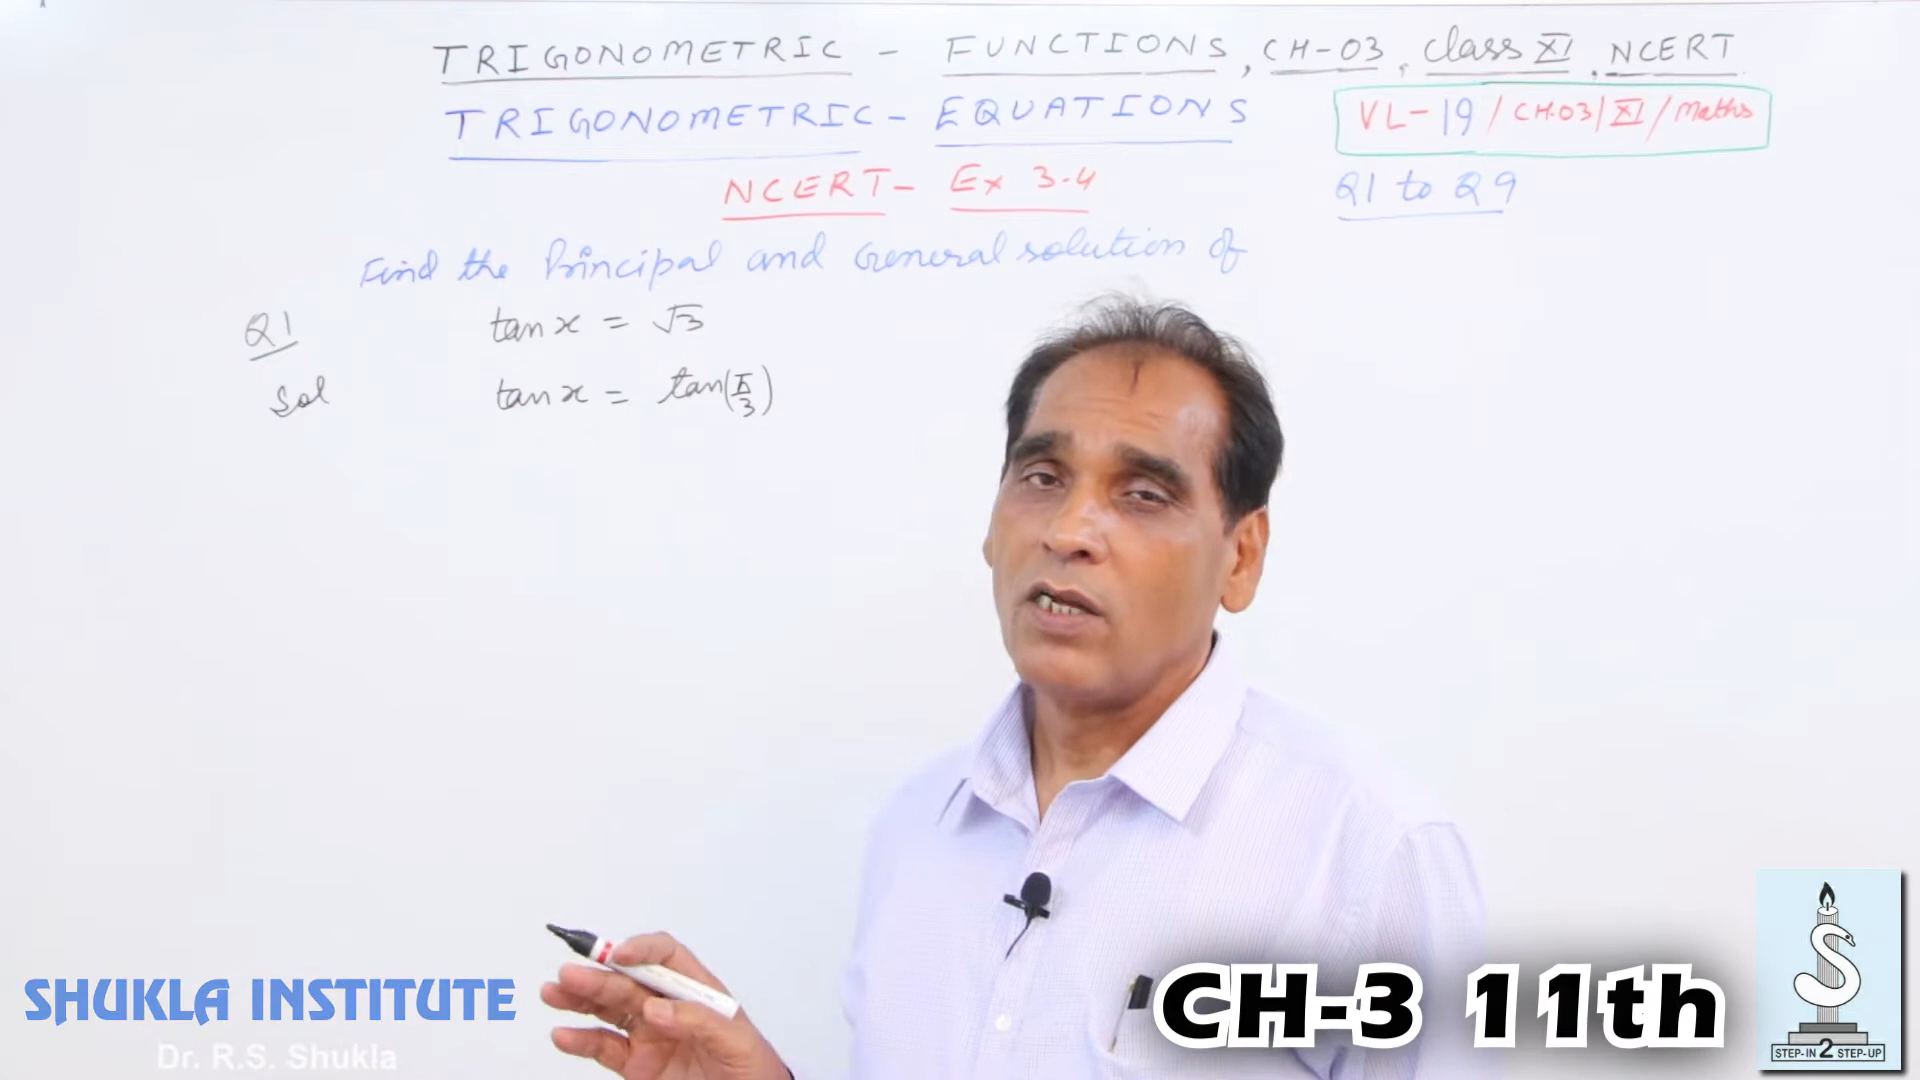 TRIGONOMETRIC - FUNCTIONS, CH-03, Class XI, NCERT
TRIGONOMETRIC - EQUATIONS
VL-19/CH.03/XI/Maths
NCERT- Ex 3.4
Q1 to Q9
Find the Principal and General solution of
Q1 tan x = √3
Sol tan x = tan(π/3)
SHUKLA INSTITUTE
Dr. R.S. Shukla
CH-3 11th
STEP-IN 2 STEP-UP